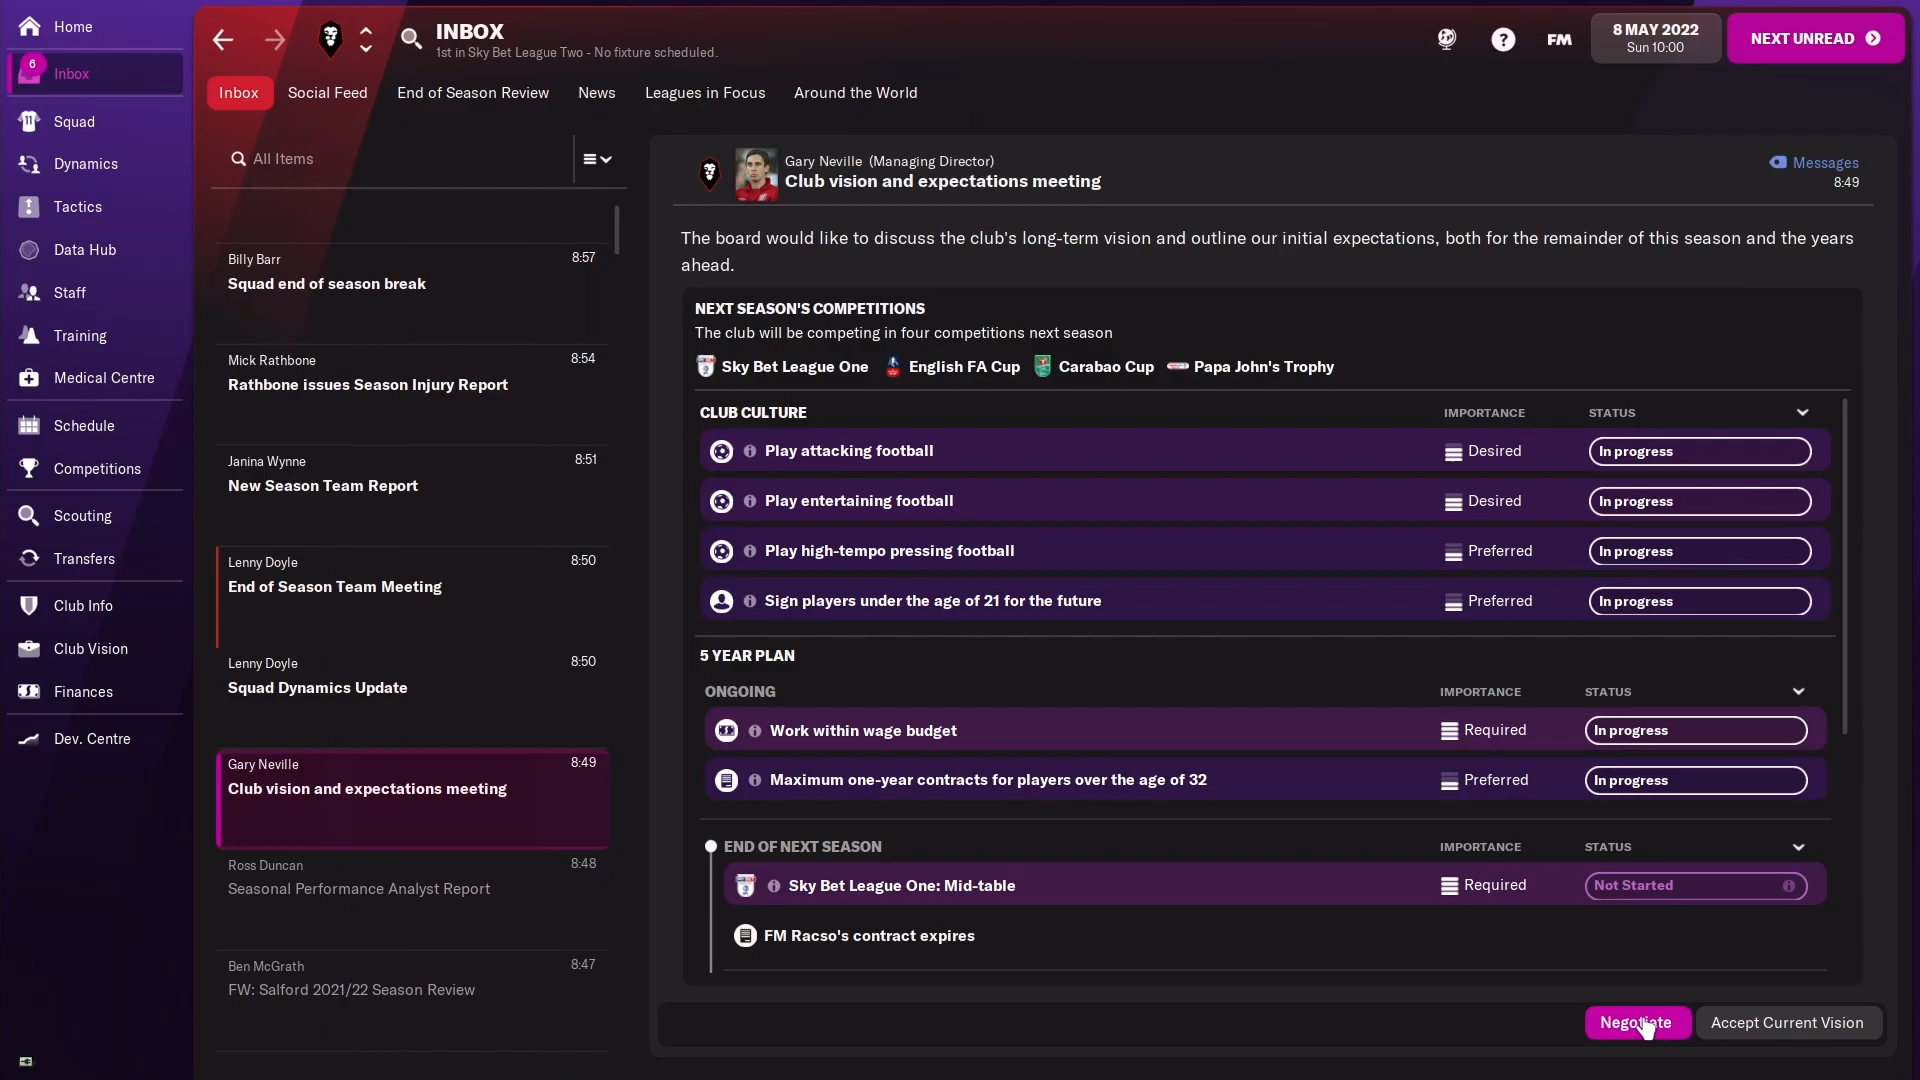 Home
6
Inbox
Squad
Dynamics
Tactics
Data Hub
Staff
Training
Medical Centre
Schedule
Competitions
Scouting
Transfers
Club Info
Club Vision
Finances
Dev. Centre
INBOX
1st in Sky Bet League Two - No fixture scheduled.
?
FM
8 MAY 2022
Sun 10:00
NEXT UNREAD
Inbox
Social Feed
End of Season Review
News
Leagues in Focus
Around the World
All Items
Billy Barr 8:57
Squad end of season break
Mick Rathbone 8:54
Rathbone issues Season Injury Report
Janina Wynne 8:51
New Season Team Report
Lenny Doyle 8:50
End of Season Team Meeting
Lenny Doyle 8:50
Squad Dynamics Update
Gary Neville 8:49
Club vision and expectations meeting
Ross Duncan 8:48
Seasonal Performance Analyst Report
Ben McGrath 8:47
FW: Salford 2021/22 Season Review
Gary Neville (Managing Director)
Club vision and expectations meeting
Messages
8:49
The board would like to discuss the club's long-term vision and outline our initial expectations, both for the remainder of this season and the years
ahead.
NEXT SEASON'S COMPETITIONS
The club will be competing in four competitions next season
Sky Bet League One English FA Cup Carabao Cup Papa John's Trophy
CLUB CULTURE IMPORTANCE STATUS
Play attacking football Desired In progress
Play entertaining football Desired In progress
Play high-tempo pressing football Preferred In progress
Sign players under the age of 21 for the future Preferred In progress
5 YEAR PLAN
ONGOING IMPORTANCE STATUS
Work within wage budget Required In progress
Maximum one-year contracts for players over the age of 32 Preferred In progress
END OF NEXT SEASON IMPORTANCE STATUS
Sky Bet League One: Mid-table Required Not Started
FM Racso's contract expires
Negotiate Accept Current Vision